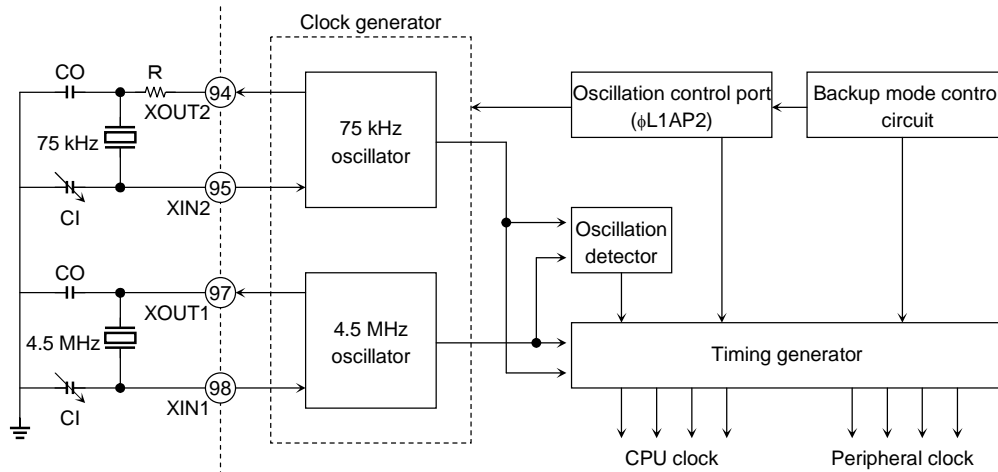 Clock generator
CO
R
94
XOUT2
75 kHz
75 kHz
oscillator
95
XIN2
CI
Oscillation control port
(ϕL1AP2)
Backup mode control
circuit
Oscillation
detector
CO
97
XOUT1
4.5 MHz
4.5 MHz
oscillator
98
XIN1
CI
Timing generator
CPU clock
Peripheral clock